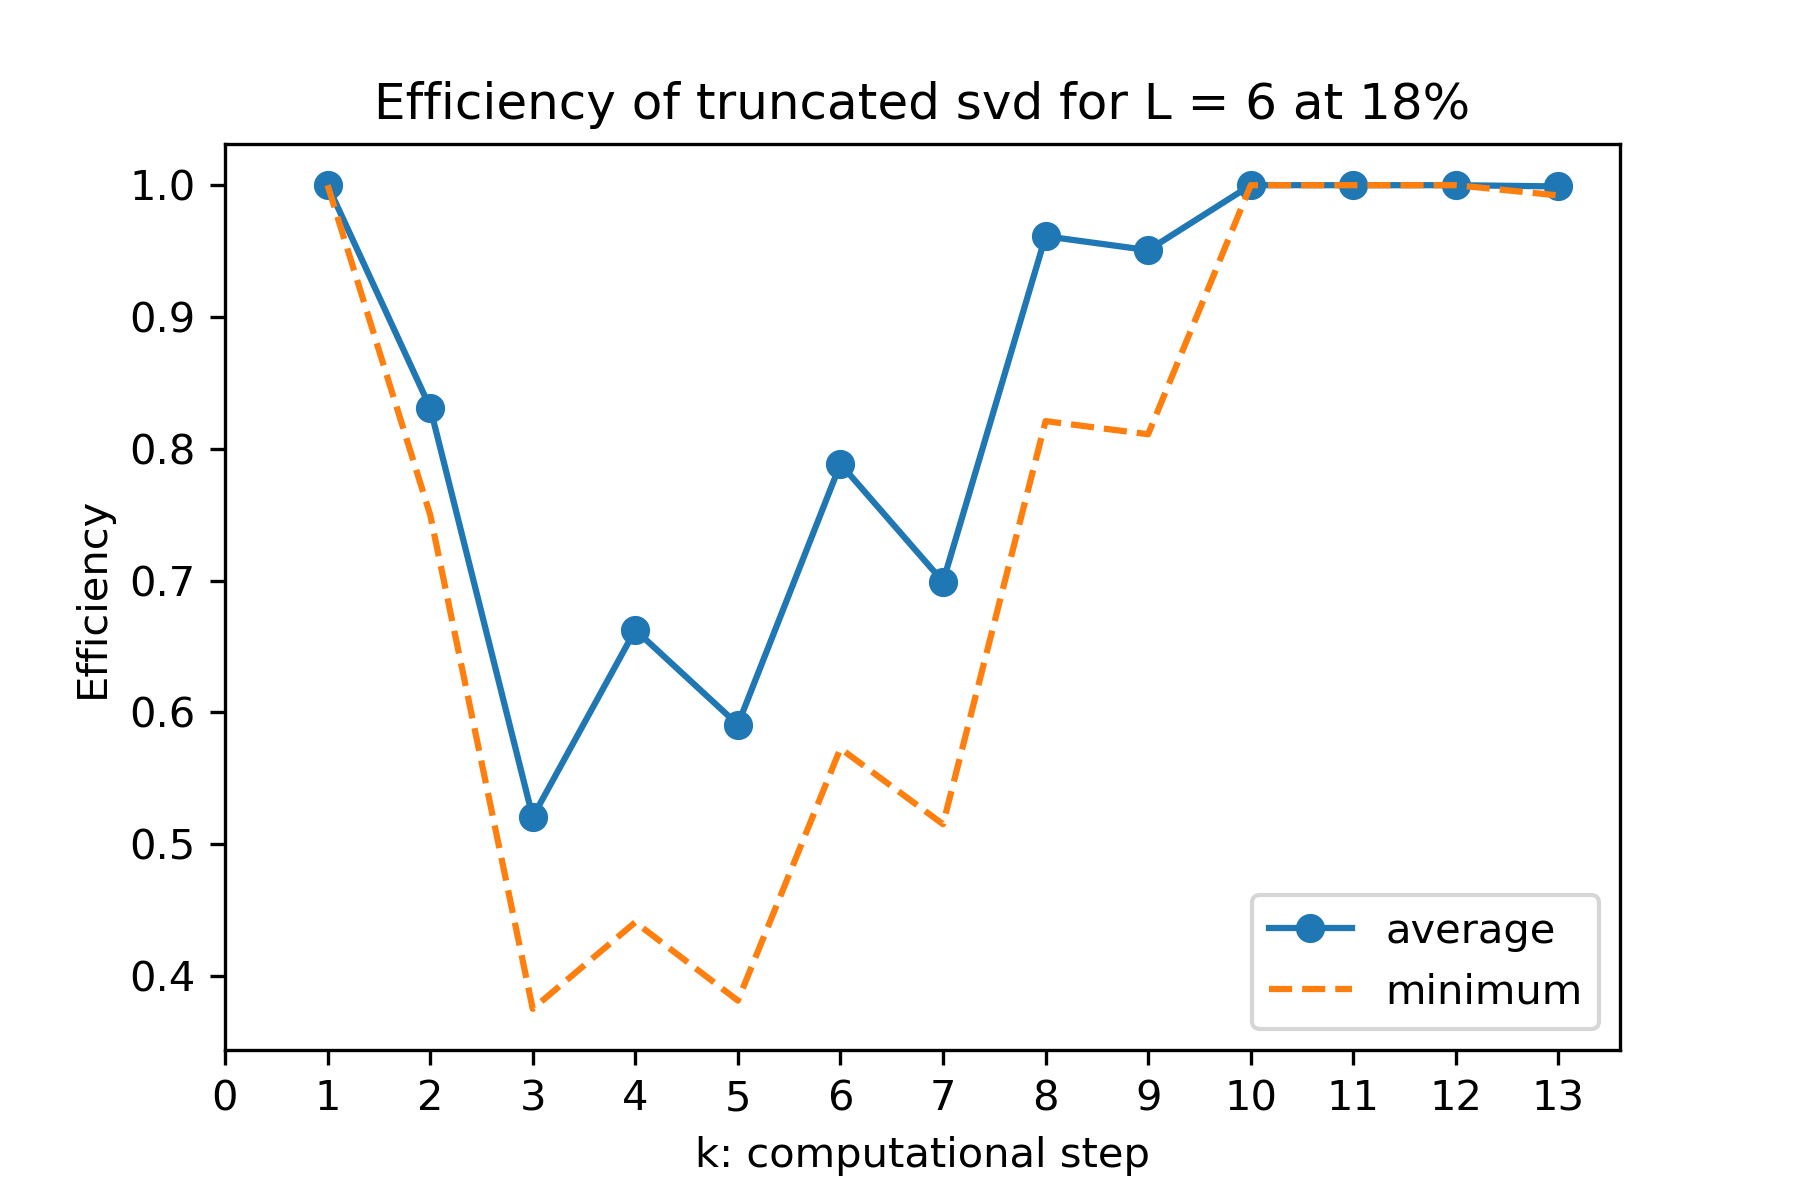 Efficiency of truncated svd for L = 6 at 18%
1.0
0.9
0.8
0.7
0.6
0.5
0.4
Efficiency
average
minimum
0 1 2 3 4 5 6 7 8 9 10 11 12 13
k: computational step